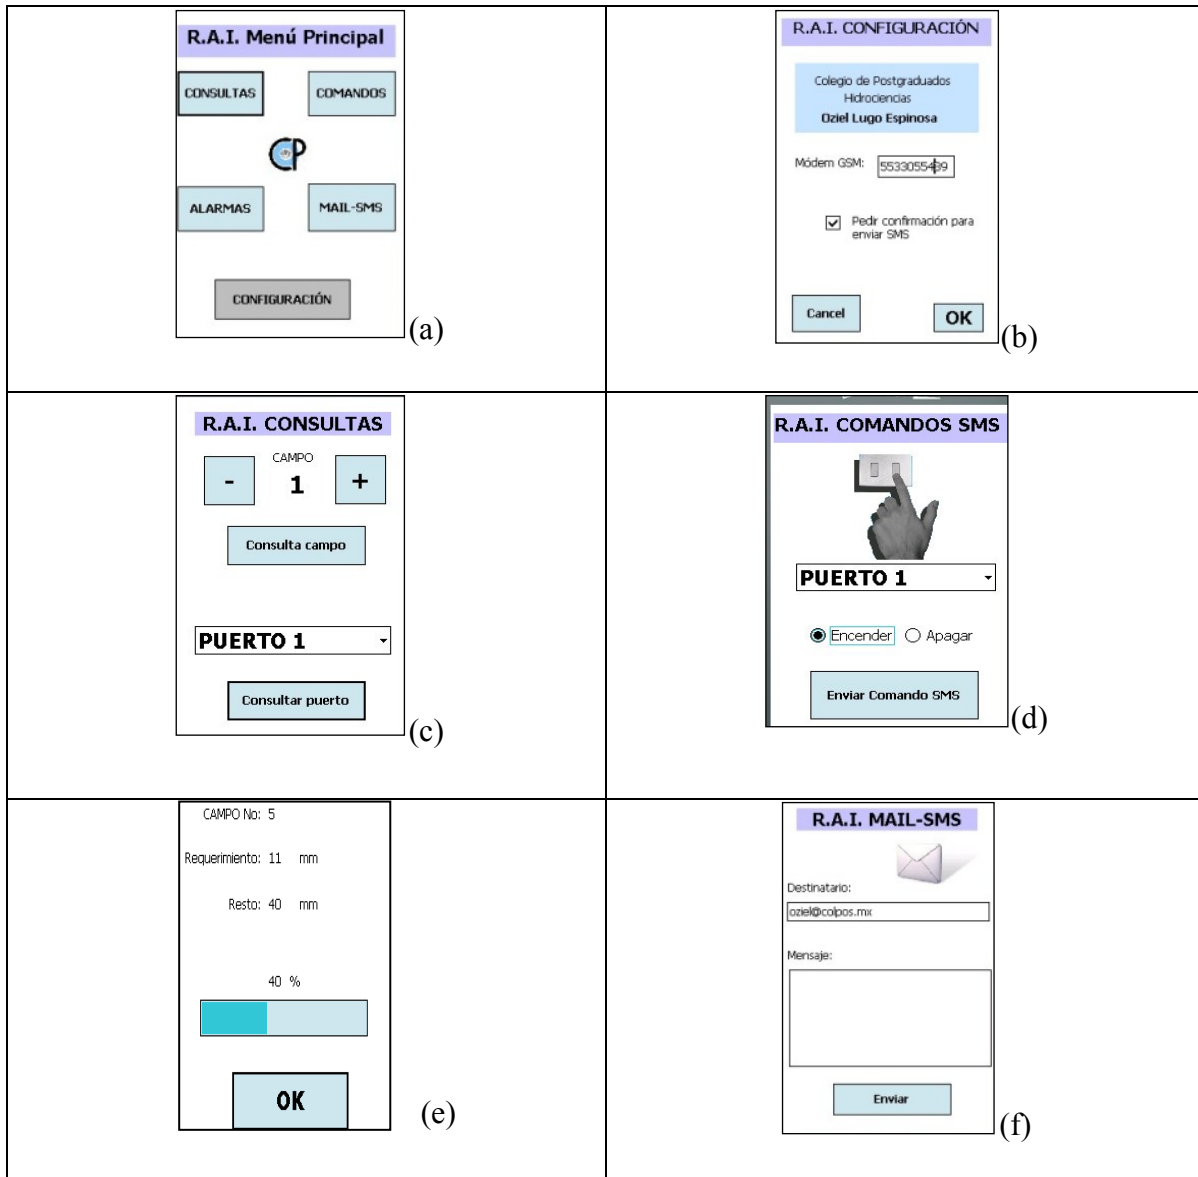 R.A.I. Menú Principal
CONSULTAS
COMANDOS
CP
ALARMAS
MAIL-SMS
CONFIGURACIÓN
(a)
R.A.I. CONFIGURACIÓN
Colegio de Postgraduados
Hidrociencias
Oziel Lugo Espinosa
Módem GSM:
Pedir confirmación para
enviar SMS
Cancel
OK
(b)
R.A.I. CONSULTAS
CAMPO
- 1 +
Consulta campo
PUERTO 1
Consultar puerto
(c)
R.A.I. COMANDOS SMS
PUERTO 1
Encender Apagar
Enviar Comando SMS
(d)
CAMPO No: 5
Requerimiento: 11 mm
Resto: 40 mm
40 %
OK
(e)
R.A.I. MAIL-SMS
Destinatario:
oziel@colpos.mx
Mensaje:
Enviar
(f)